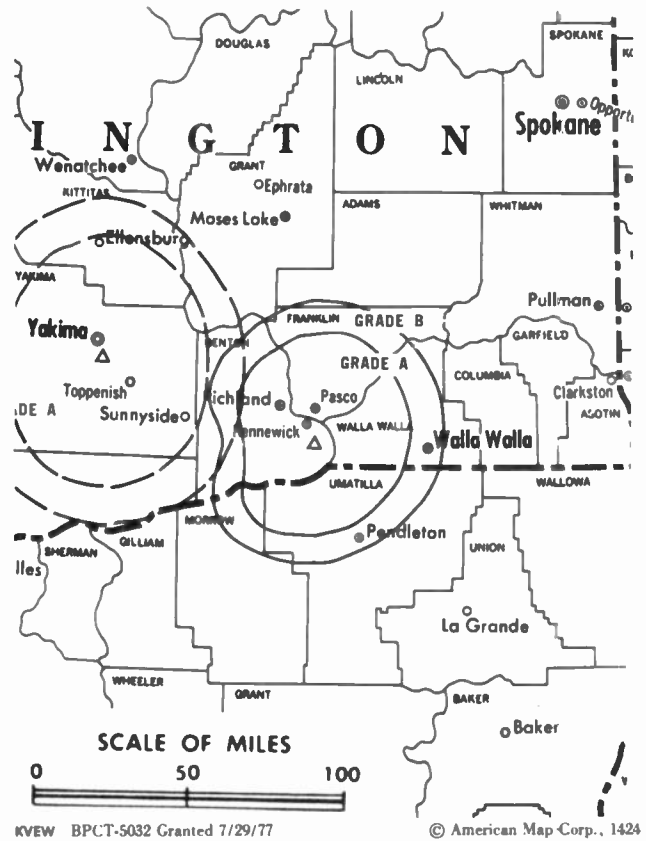 DOUGLAS
SPOKANE
LINCOLN
Spokane
I N G T O N
Wenatchee
GRANT
KITTITAS
Ephrata
ADAMS
WHITMAN
Moses Lake
Ellensburg
YAKIMA
Pullman
FRANKLIN
GRADE B
Yakima
BENTON
GARFIELD
GRADE A
COLUMBIA
Toppenish
Richland
Pasco
Clarkston
DE A
Sunnyside
ASOTIN
Kennewick
WALLA WALLA
Walla Walla
UMATILLA
WALLOWA
MORROW
Pendleton
SHERMAN
GILLIAM
UNION
lles
La Grande
WHEELER
GRANT
BAKER
Baker
SCALE OF MILES
0 50 100
KVEW BPCT-5032 Granted 7/29/77
© American Map Corp., 1424